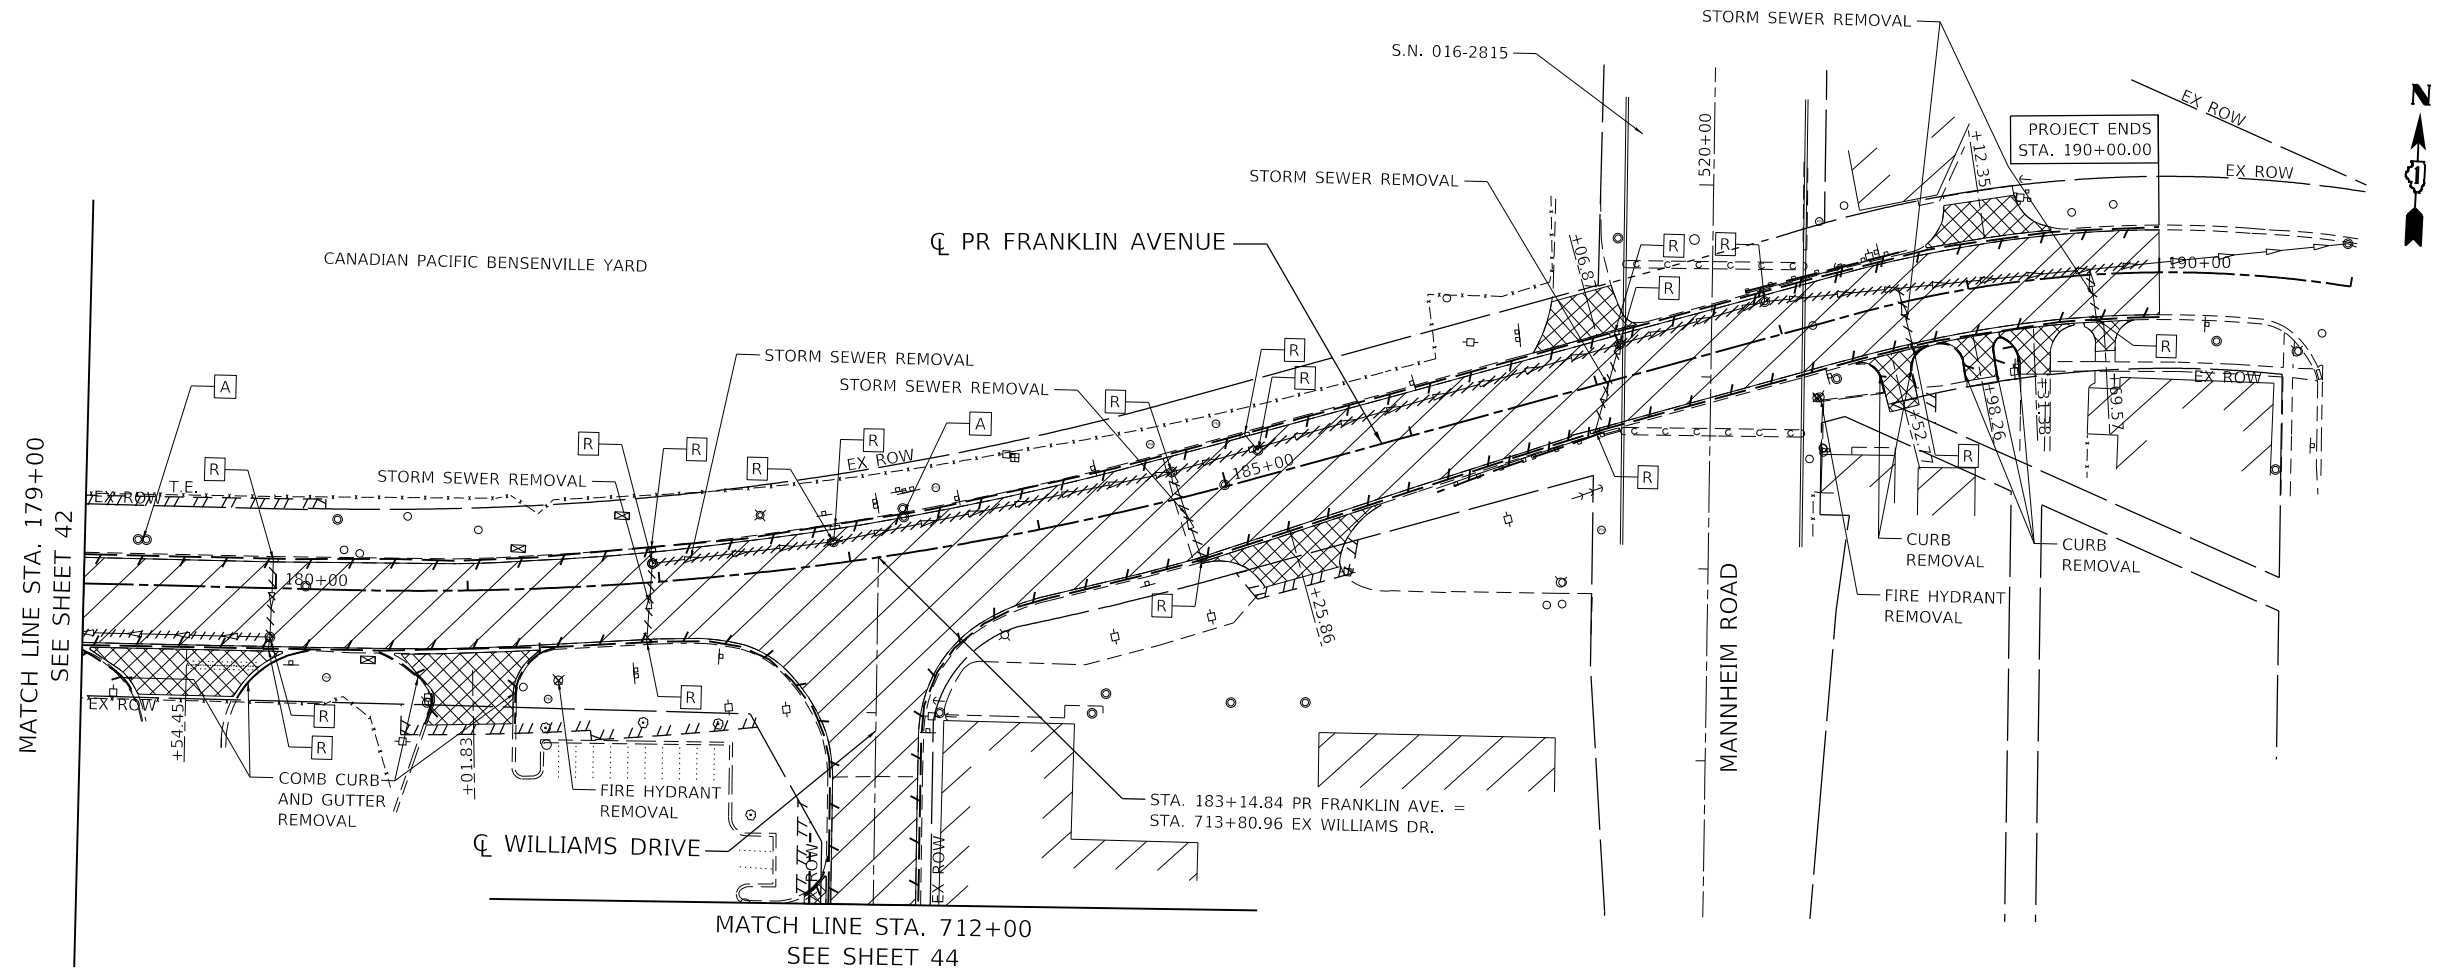 STORM SEWER REMOVAL
S.N. 016-2815
N
1
520+00
EX ROW
PROJECT ENDS
STA. 190+00.00
+12.35
EX ROW
STORM SEWER REMOVAL
℄ PR FRANKLIN AVENUE
CANADIAN PACIFIC BENSENVILLE YARD
R
R
R
190+00
STORM SEWER REMOVAL
STORM SEWER REMOVAL
R
R
R
R
A
A
EX ROW
R
R
R
R
R
STORM SEWER REMOVAL
EX ROW
185+00
EX ROW
T.E.
R
R
+98.26
+31.38
+69.57
MATCH LINE STA. 179+00
SEE SHEET 42
180+00
R
+25.86
CURB
REMOVAL
CURB
REMOVAL
FIRE HYDRANT
REMOVAL
MANNHEIM ROAD
EX ROW
+54.45
R
R
R
+01.83
COMB CURB
AND GUTTER
REMOVAL
FIRE HYDRANT
REMOVAL
STA. 183+14.84 PR FRANKLIN AVE. =
STA. 713+80.96 EX WILLIAMS DR.
℄ WILLIAMS DRIVE
EX ROW
MATCH LINE STA. 712+00
SEE SHEET 44